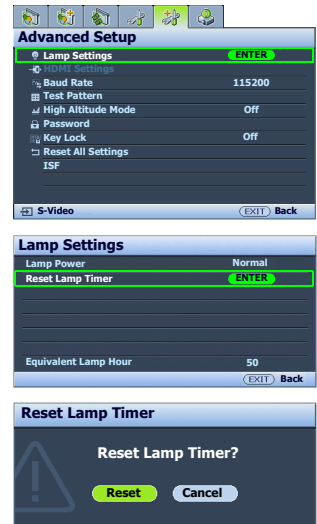 Advanced Setup
Lamp Settings ENTER
HDMI Settings
Baud Rate 115200
Test Pattern
High Altitude Mode Off
Password
Key Lock Off
Reset All Settings
ISF
S-Video EXIT Back
Lamp Settings
Lamp Power Normal
Reset Lamp Timer ENTER
Equivalent Lamp Hour 50
EXIT Back
Reset Lamp Timer
Reset Lamp Timer?
Reset Cancel